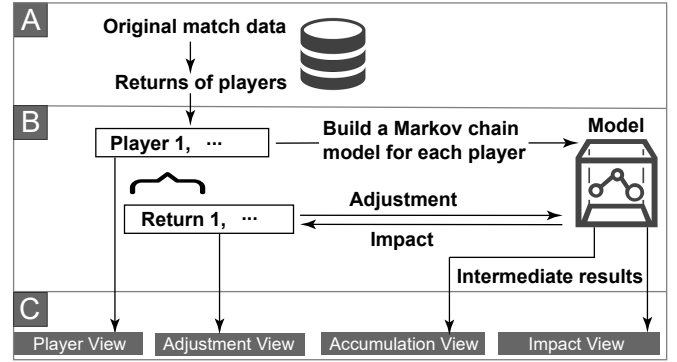 A
Original match data
Returns of players
B
Player 1, ···
Build a Markov chain
model for each player
Model
Return 1, ···
Adjustment
Impact
Intermediate results
C
Player View
Adjustment View
Accumulation View
Impact View